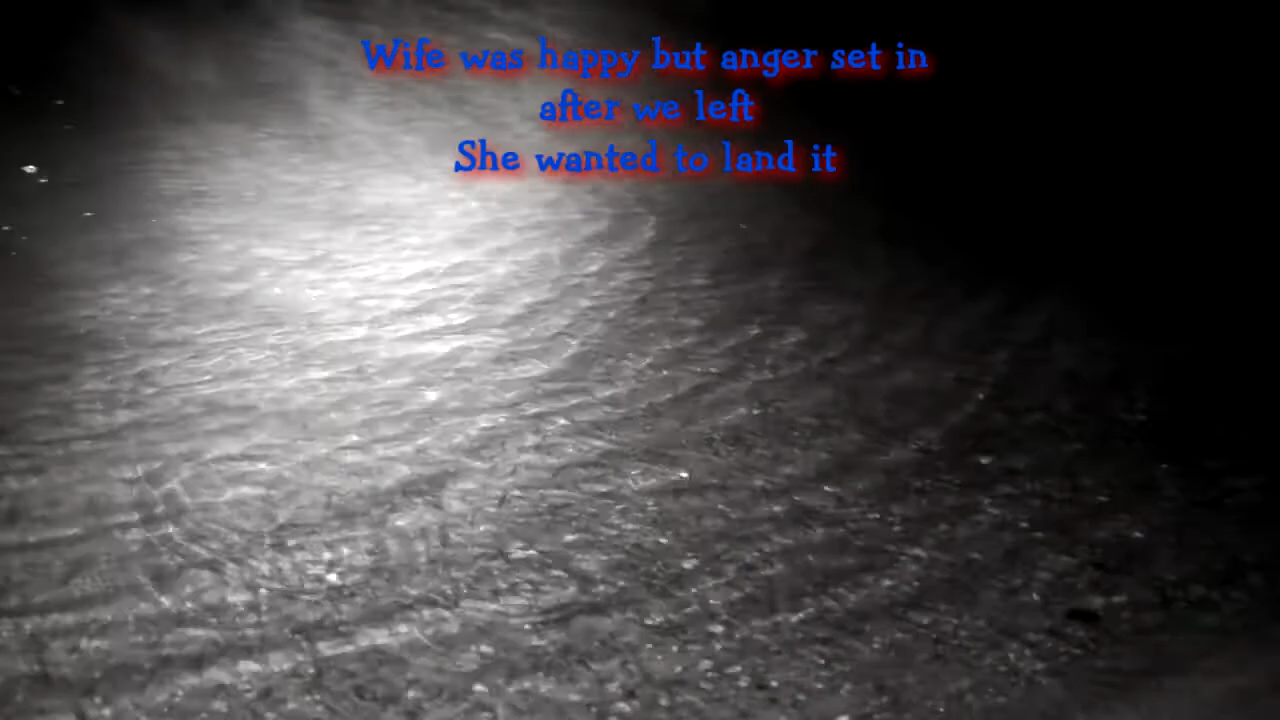 Wife was happy but anger set in
after we left
She wanted to land it